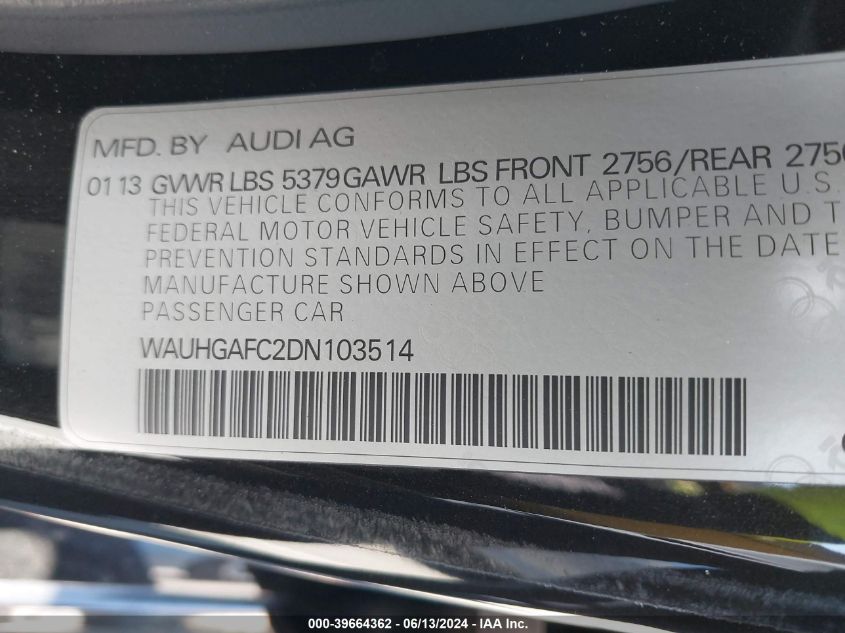 MFD. BY AUDI AG
01 13 GVWR LBS 5379 GAWR LBS FRONT 2756/REAR 2756
THIS VEHICLE CONFORMS TO ALL APPLICABLE U.S.
FEDERAL MOTOR VEHICLE SAFETY, BUMPER AND T
PREVENTION STANDARDS IN EFFECT ON THE DATE
MANUFACTURE SHOWN ABOVE
PASSENGER CAR
WAUHGAFC2DN103514
000-39664362 - 06/13/2024 - IAA Inc.